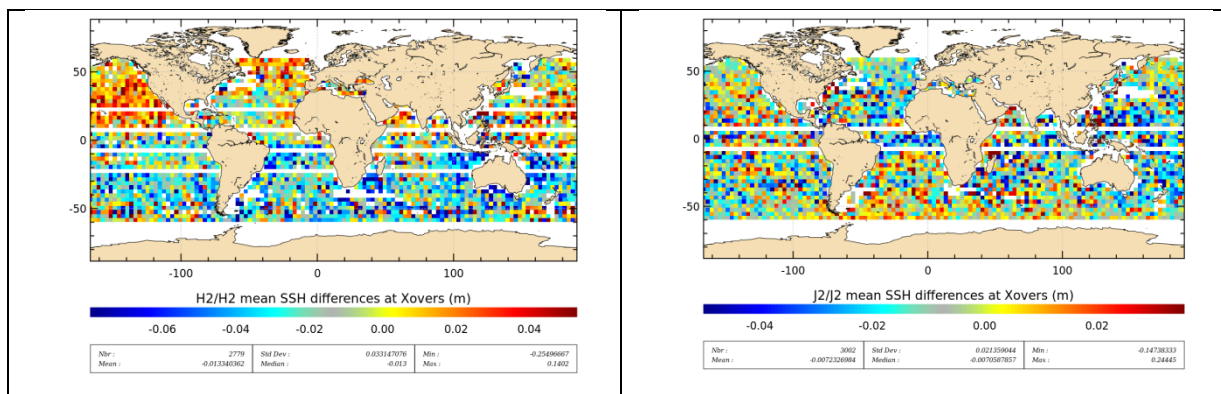 50
0
-50
-100
0
100
H2/H2 mean SSH differences at Xovers (m)
-0.06
-0.04
-0.02
0.00
0.02
0.04
Nbr : 2779
Mean : -0.013340362
Std Dev : 0.033147076
Median : -0.013
Min : -0.25496667
Max : 0.1402
50
0
-50
-100
0
100
J2/J2 mean SSH differences at Xovers (m)
-0.04
-0.02
0.00
0.02
Nbr : 3002
Mean : -0.0072326984
Std Dev : 0.021359044
Median : -0.0070587857
Min : -0.14738333
Max : 0.24445